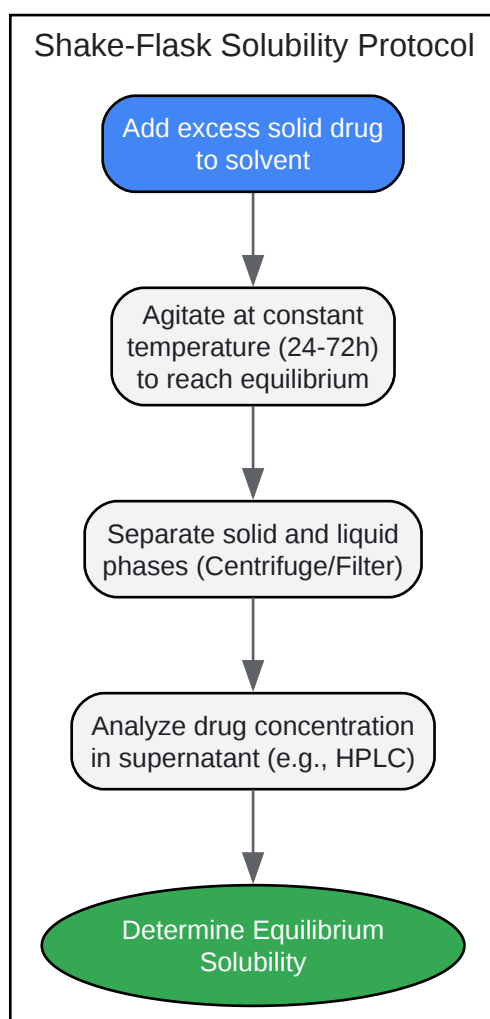 Shake-Flask Solubility Protocol
Add excess solid drug
to solvent
Agitate at constant
temperature (24-72h)
to reach equilibrium
Separate solid and liquid
phases (Centrifuge/Filter)
Analyze drug concentration
in supernatant (e.g., HPLC)
Determine Equilibrium
Solubility